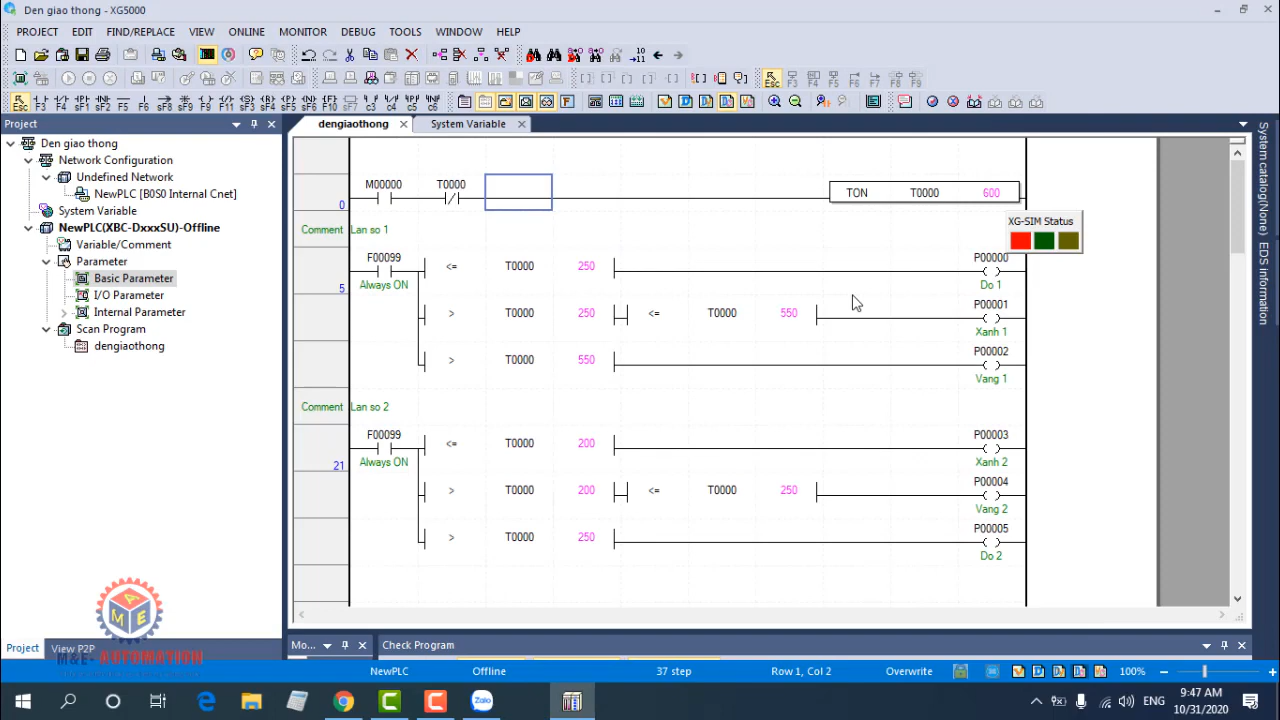 Den giao thong - XG5000
PROJECT EDIT FIND/REPLACE VIEW ONLINE MONITOR DEBUG TOOLS WINDOW HELP
Project
dengiaothong
System Variable
Den giao thong
Network Configuration
Undefined Network
NewPLC [B0S0 Internal Cnet]
System Variable
NewPLC(XBC-DxxxSU)-Offline
Variable/Comment
Parameter
Basic Parameter
I/O Parameter
Internal Parameter
Scan Program
dengiaothong
M00000 T0000
0
TON T0000 600
XG-SIM Status
Comment Lan so 1
F00099
Always ON
5
<= T0000 250
P00000
Do 1
> T0000 250 <= T0000 550
P00001
Xanh 1
> T0000 550
P00002
Vang 1
Comment Lan so 2
F00099
Always ON
21
<= T0000 200
P00003
Xanh 2
> T0000 200 <= T0000 250
P00004
Vang 2
> T0000 250
P00005
Do 2
System catalog(None)
EDS information
Project View P2P
Mo...
Check Program
M&E- AUTOMATION
NewPLC Offline 37 step Row 1, Col 2 Overwrite 100%
Zalo
ENG
9:47 AM
10/31/2020